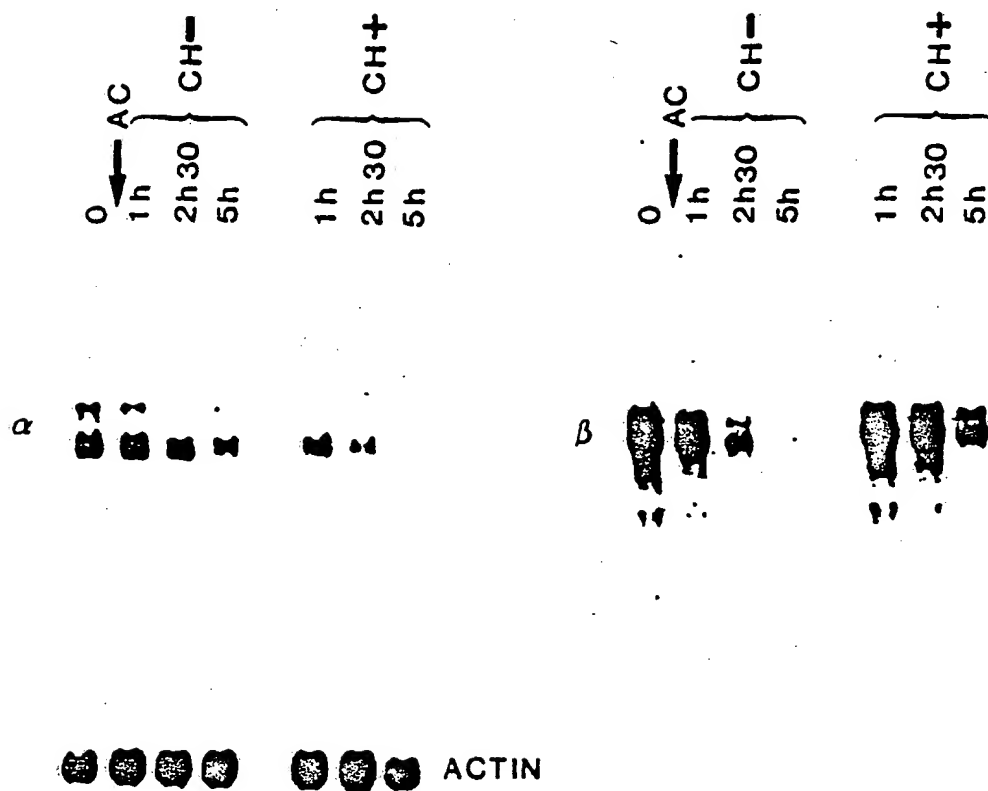 CH− CH+ CH− CH+
AC AC
0 1h 2h30 5h 1h 2h30 5h 0 1h 2h30 5h 1h 2h30 5h
α β
ACTIN